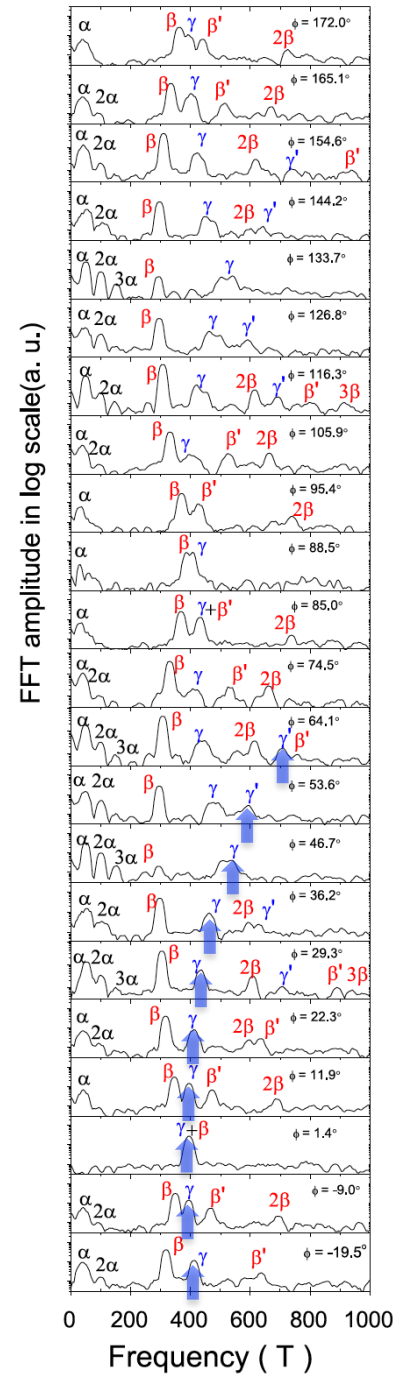 α β γ β' 2β ϕ = 172.0°
α 2α β γ β' 2β ϕ = 165.1°
α 2α β γ 2β γ' β' ϕ = 154.6°
α 2α β γ 2β γ' ϕ = 144.2°
α 2α 3α β γ ϕ = 133.7°
α 2α β γ γ' ϕ = 126.8°
α 2α β γ 2β γ' β' 3β ϕ = 116.3°
α 2α β γ β' 2β ϕ = 105.9°
α β β' 2β ϕ = 95.4°
α β γ ϕ = 88.5°
α β γ+β' 2β ϕ = 85.0°
α 2α β γ β' 2β ϕ = 74.5°
α 2α 3α β γ 2β γ' β' ϕ = 64.1°
α 2α β γ γ' ϕ = 53.6°
α 2α 3α β γ ϕ = 46.7°
α 2α β γ 2β γ' ϕ = 36.2°
α 2α 3α β γ 2β γ' β' 3β ϕ = 29.3°
α 2α β γ 2β β' ϕ = 22.3°
α β γ β' 2β ϕ = 11.9°
γ+β ϕ = 1.4°
α 2α β γ β' 2β ϕ = -9.0°
α 2α β γ β' ϕ = -19.5°
FFT amplitude in log scale(a. u.)
0 200 400 600 800 1000
Frequency ( T )